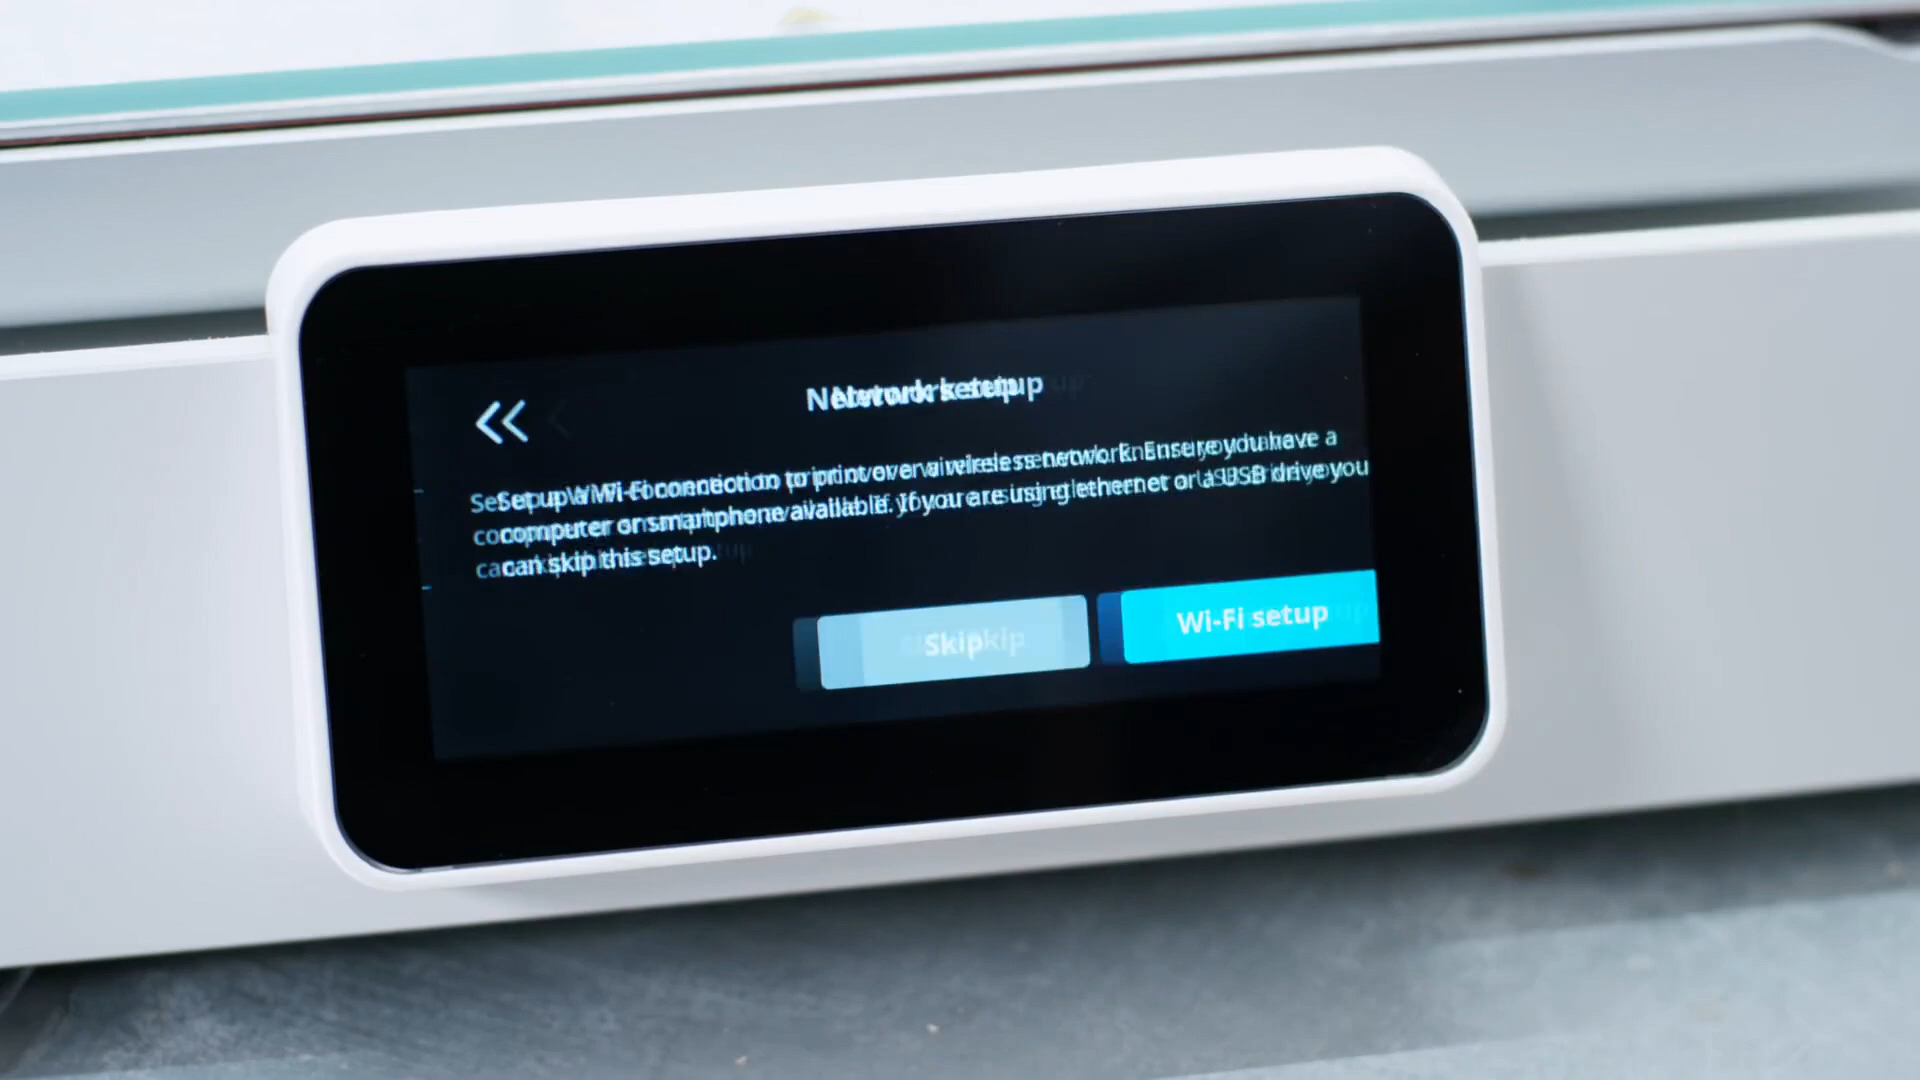 Network setup
Set up a Wi-Fi connection to print over a wireless network. Ensure you have a
computer or smartphone available. If you are using ethernet or a USB drive you
can skip this setup.
Skip
Wi-Fi setup